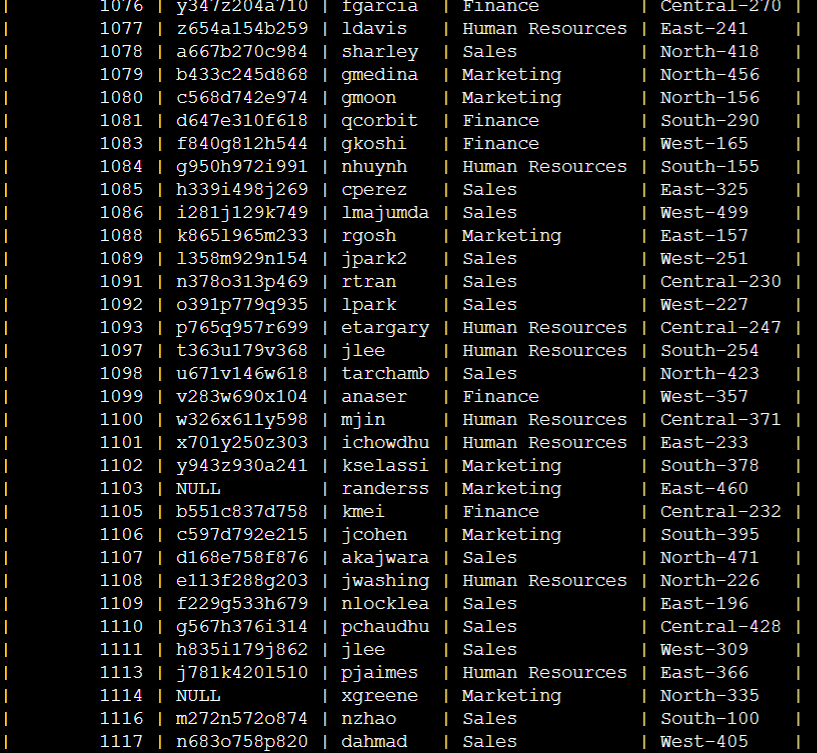 | 1076 | y347z204a710 | fgarcia | Finance | Central-270 |
| 1077 | z654a154b259 | ldavis | Human Resources | East-241 |
| 1078 | a667b270c984 | sharley | Sales | North-418 |
| 1079 | b433c245d868 | gmedina | Marketing | North-456 |
| 1080 | c568d742e974 | gmoon | Marketing | North-156 |
| 1081 | d647e310f618 | qcorbit | Finance | South-290 |
| 1083 | f840g812h544 | gkoshi | Finance | West-165 |
| 1084 | g950h972i991 | nhuynh | Human Resources | South-155 |
| 1085 | h339i498j269 | cperez | Sales | East-325 |
| 1086 | i281j129k749 | lmajumda | Sales | West-499 |
| 1088 | k865l965m233 | rgosh | Marketing | East-157 |
| 1089 | l358m929n154 | jpark2 | Sales | West-251 |
| 1091 | n378o313p469 | rtran | Sales | Central-230 |
| 1092 | o391p779q935 | lpark | Sales | West-227 |
| 1093 | p765q957r699 | etargary | Human Resources | Central-247 |
| 1097 | t363u179v368 | jlee | Human Resources | South-254 |
| 1098 | u671v146w618 | tarchamb | Sales | North-423 |
| 1099 | v283w690x104 | anaser | Finance | West-357 |
| 1100 | w326x611y598 | mjin | Human Resources | Central-371 |
| 1101 | x701y250z303 | ichowdhu | Human Resources | East-233 |
| 1102 | y943z930a241 | kselassi | Marketing | South-378 |
| 1103 | NULL | randerss | Marketing | East-460 |
| 1105 | b551c837d758 | kmei | Finance | Central-232 |
| 1106 | c597d792e215 | jcohen | Marketing | South-395 |
| 1107 | d168e758f876 | akajwara | Sales | North-471 |
| 1108 | e113f288g203 | jwashing | Human Resources | North-226 |
| 1109 | f229g533h679 | nlocklea | Sales | East-196 |
| 1110 | g567h376i314 | pchaudhu | Sales | Central-428 |
| 1111 | h835i179j862 | jlee | Sales | West-309 |
| 1113 | j781k420l510 | pjaimes | Human Resources | East-366 |
| 1114 | NULL | xgreene | Marketing | North-335 |
| 1116 | m272n572o874 | nzhao | Sales | South-100 |
| 1117 | n683o758p820 | dahmad | Sales | West-405 |